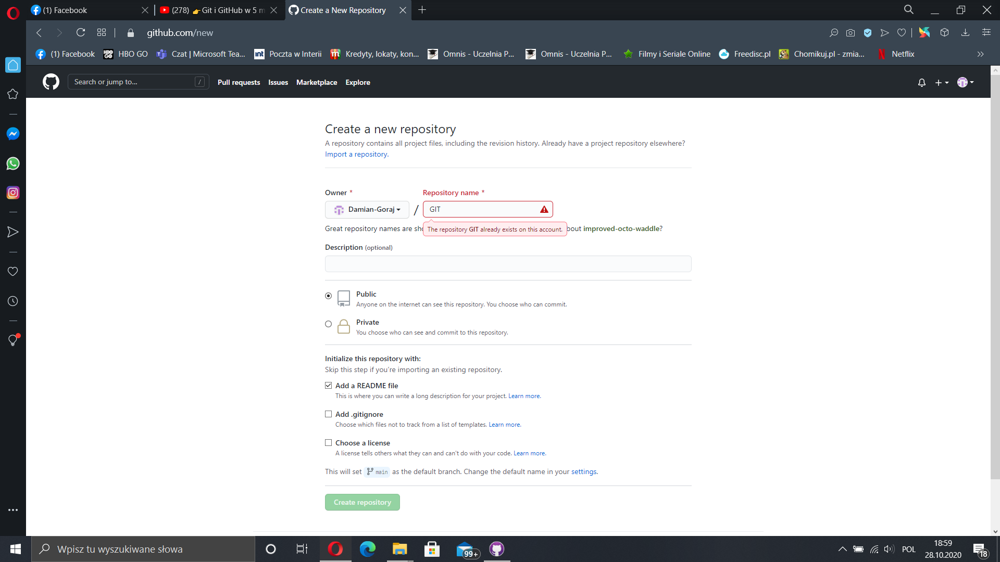 (1) Facebook
(278) 👉Git i GitHub w 5 m
Create a New Repository
github.com/new
(1) Facebook
HBO GO
Czat | Microsoft Tea...
int
Poczta w Interii
Kredyty, lokaty, kon...
Omnis - Uczelnia P...
Omnis - Uczelnia P...
Filmy i Seriale Online
Freedisc.pl
Chomikuj.pl - zmia...
Netflix
Search or jump to...
/
Pull requests
Issues
Marketplace
Explore
Create a new repository
A repository contains all project files, including the revision history. Already have a project repository elsewhere?
Import a repository.
Owner *
Repository name *
Damian-Goraj
/
GIT
Great repository names are sho
The repository GIT already exists on this account.
bout improved-octo-waddle?
Description (optional)
Public
Anyone on the internet can see this repository. You choose who can commit.
Private
You choose who can see and commit to this repository.
Initialize this repository with:
Skip this step if you're importing an existing repository.
Add a README file
This is where you can write a long description for your project. Learn more.
Add .gitignore
Choose which files not to track from a list of templates. Learn more.
Choose a license
A license tells others what they can and can't do with your code. Learn more.
This will set main as the default branch. Change the default name in your settings.
Create repository
Wpisz tu wyszukiwane słowa
99+
POL
18:59
28.10.2020
18